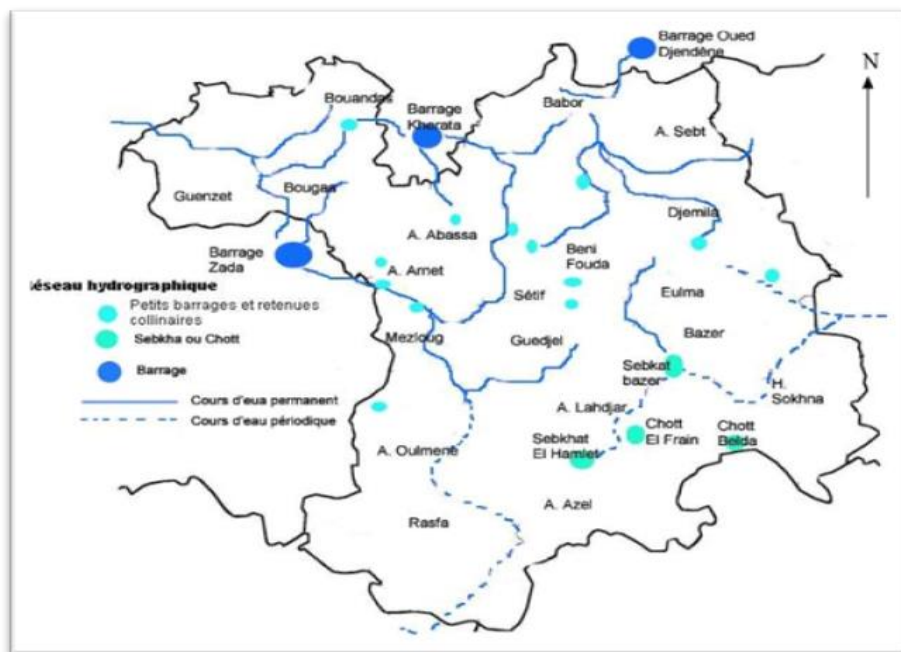 Barrage Oued
Djendène
N
Bouandas
Barrage
Kherata
Babor
A. Sebt
Guenzet
Bougaa
Djemila
A. Abassa
Barrage
Zada
A. Arnet
Beni
Fouda
éseau hydrographique
Petits barrages et retenues
collinaires
Sebkha ou Chott
Barrage
Cours d'eua permanent
Cours d'eau périodique
Sétif
Eulma
Mezloug
Guedjel
Bazer
Sebkat
bazer
H.
Sokhna
A. Lahdjar
A. Oulmene
Sebkhat
El Hamlet
Chott
El Frain
Chott
Beida
A. Azel
Rasfa